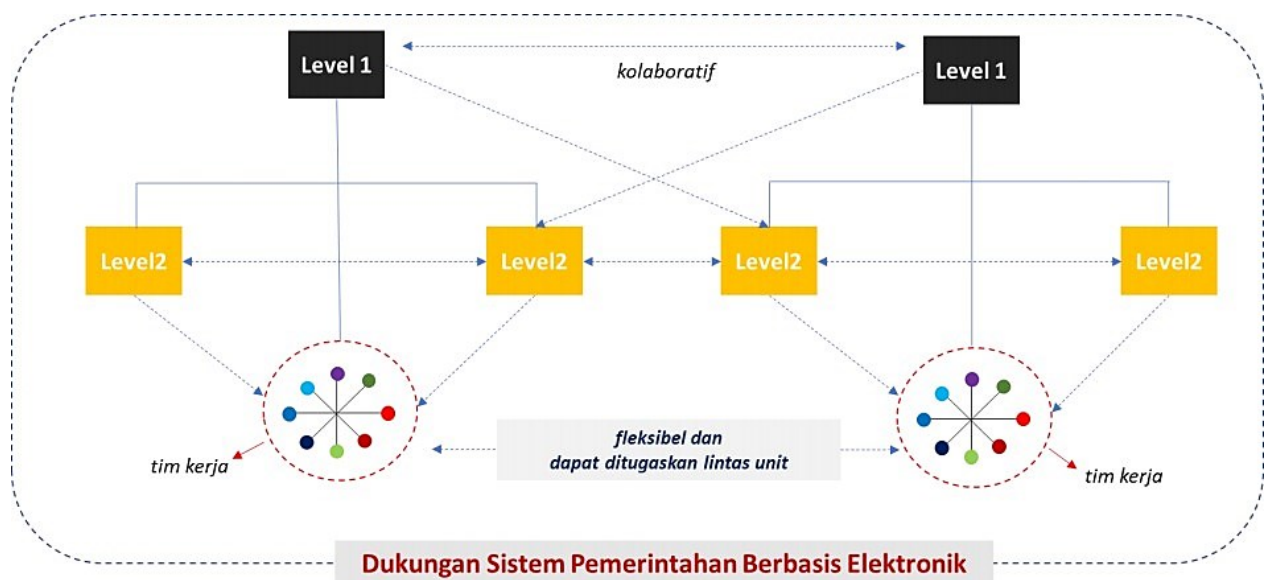 Level 1
Level 1
kolaboratif
Level2
Level2
Level2
Level2
fleksibel dan
dapat ditugaskan lintas unit
tim kerja
tim kerja
Dukungan Sistem Pemerintahan Berbasis Elektronik